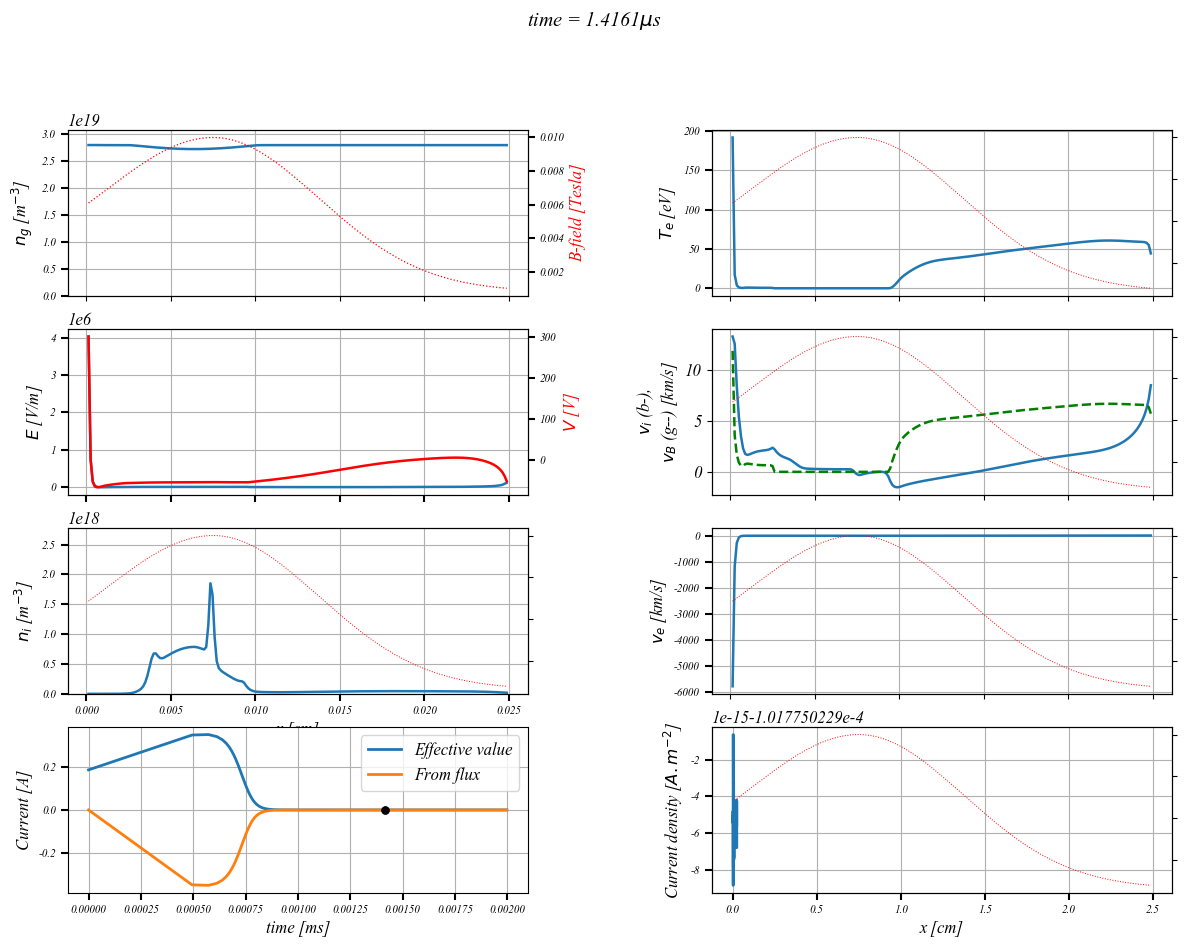 time = 1.4161μs
1e19
n_g [m⁻³]
3.0
2.5
2.0
1.5
1.0
0.5
0.0
0.010
0.008
0.006
0.004
0.002
B-field [Tesla]
T_e [eV]
200
150
100
50
0
1e6
E [V/m]
4
3
2
1
0
300
200
100
0
V [V]
v_i (b-),
v_B (g--) [km/s]
10
5
0
1e18
n_i [m⁻³]
2.5
2.0
1.5
1.0
0.5
0.0
0.000 0.005 0.010 0.015 0.020 0.025
v_e [km/s]
0
-1000
-2000
-3000
-4000
-5000
-6000
Current [A]
0.2
0.0
-0.2
Effective value
From flux
0.00000 0.00025 0.00050 0.00075 0.00100 0.00125 0.00150 0.00175 0.00200
time [ms]
1e-15-1.017750229e-4
Current density [A.m⁻²]
-2
-4
-6
-8
0.0 0.5 1.0 1.5 2.0 2.5
x [cm]